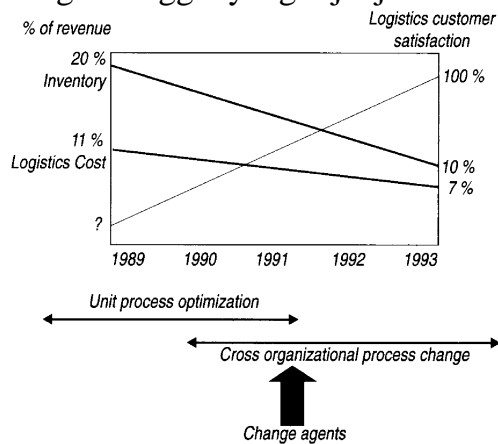 % of revenue
Logistics customer
satisfaction
20 %
Inventory
100 %
11 %
Logistics Cost
10 %
7 %
?
1989 1990 1991 1992 1993
Unit process optimization
Cross organizational process change
Change agents